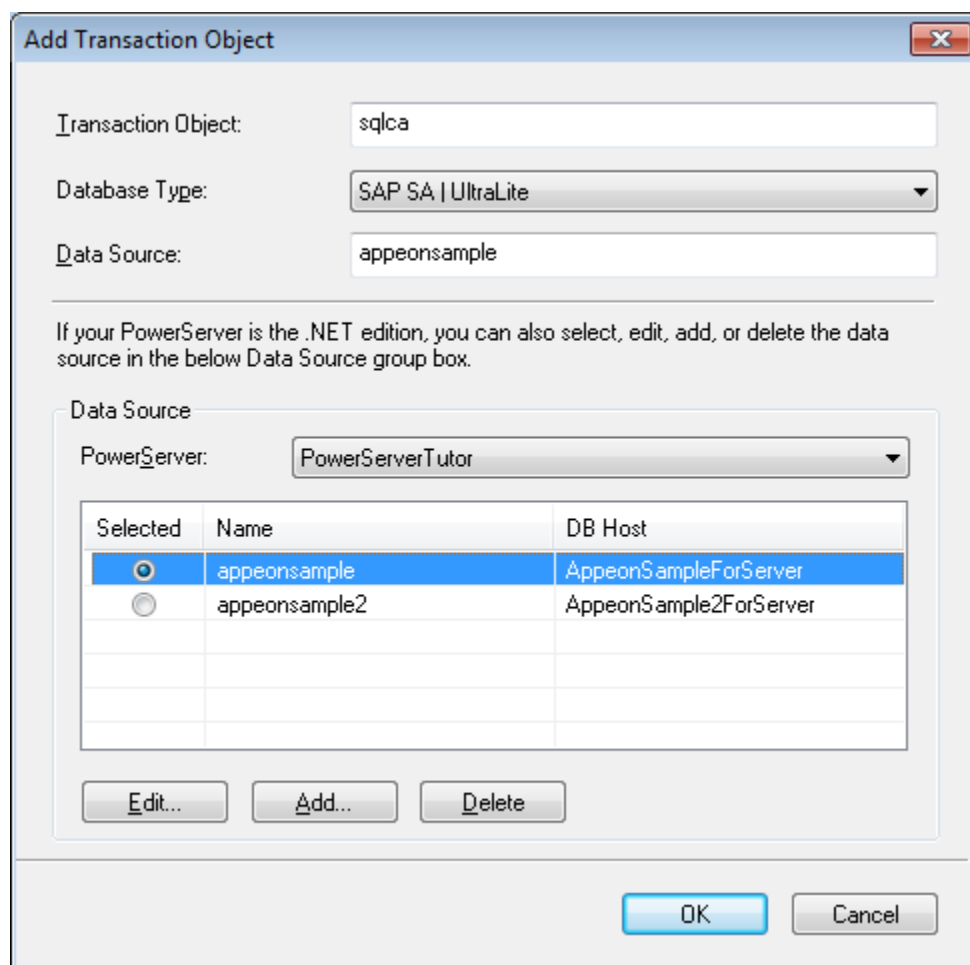 Add Transaction Object
Transaction Object: sqlca
Database Type: SAP SA | UltraLite
Data Source: appeonsample
If your PowerServer is the .NET edition, you can also select, edit, add, or delete the data
source in the below Data Source group box.
Data Source
PowerServer: PowerServerTutor
Selected Name DB Host
appeonsample AppeonSampleForServer
appeonsample2 AppeonSample2ForServer
Edit... Add... Delete
OK Cancel